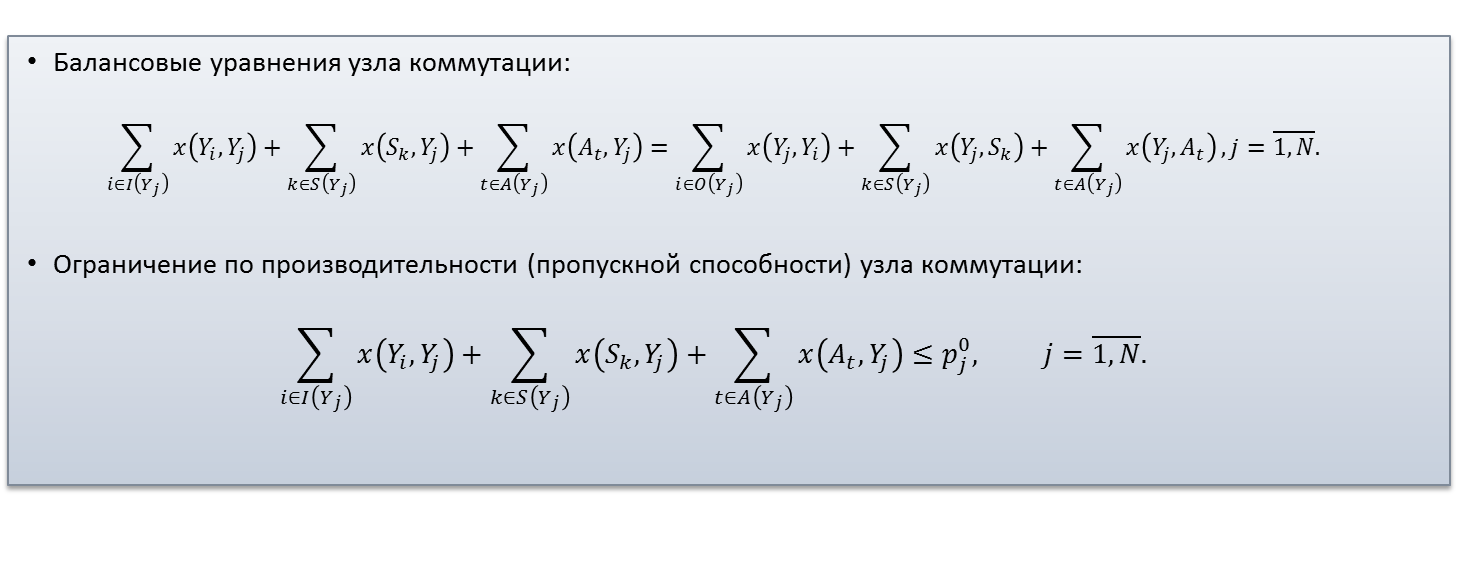 • Балансовые уравнения узла коммутации:
∑_{i∈I(Y_j)} x(Y_i, Y_j) + ∑_{k∈S(Y_j)} x(S_k, Y_j) + ∑_{t∈A(Y_j)} x(A_t, Y_j) = ∑_{i∈O(Y_j)} x(Y_j, Y_i) + ∑_{k∈S(Y_j)} x(Y_j, S_k) + ∑_{t∈A(Y_j)} x(Y_j, A_t), j = \overline{1, N}.
• Ограничение по производительности (пропускной способности) узла коммутации:
∑_{i∈I(Y_j)} x(Y_i, Y_j) + ∑_{k∈S(Y_j)} x(S_k, Y_j) + ∑_{t∈A(Y_j)} x(A_t, Y_j) ≤ p_j^0, j = \overline{1, N}.